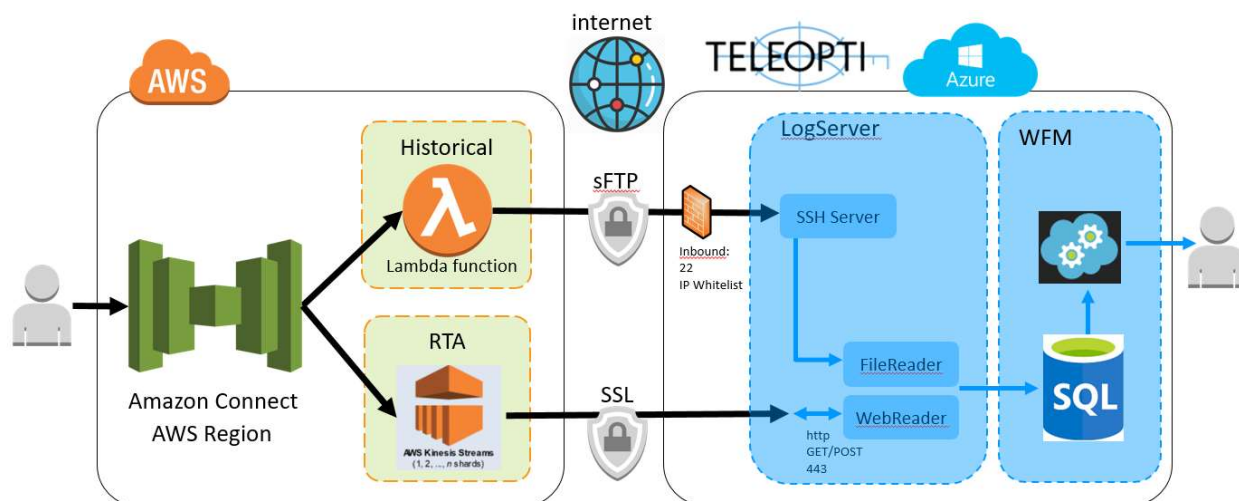 internet
AWS
TELEOPTI
Azure
Historical
Lambda function
sFTP
Inbound:
22
IP Whitelist
LogServer
SSH Server
WFM
Amazon Connect
AWS Region
RTA
AWS Kinesis Streams
(1, 2, ..., n shards)
SSL
FileReader
WebReader
http
GET/POST
443
SQL